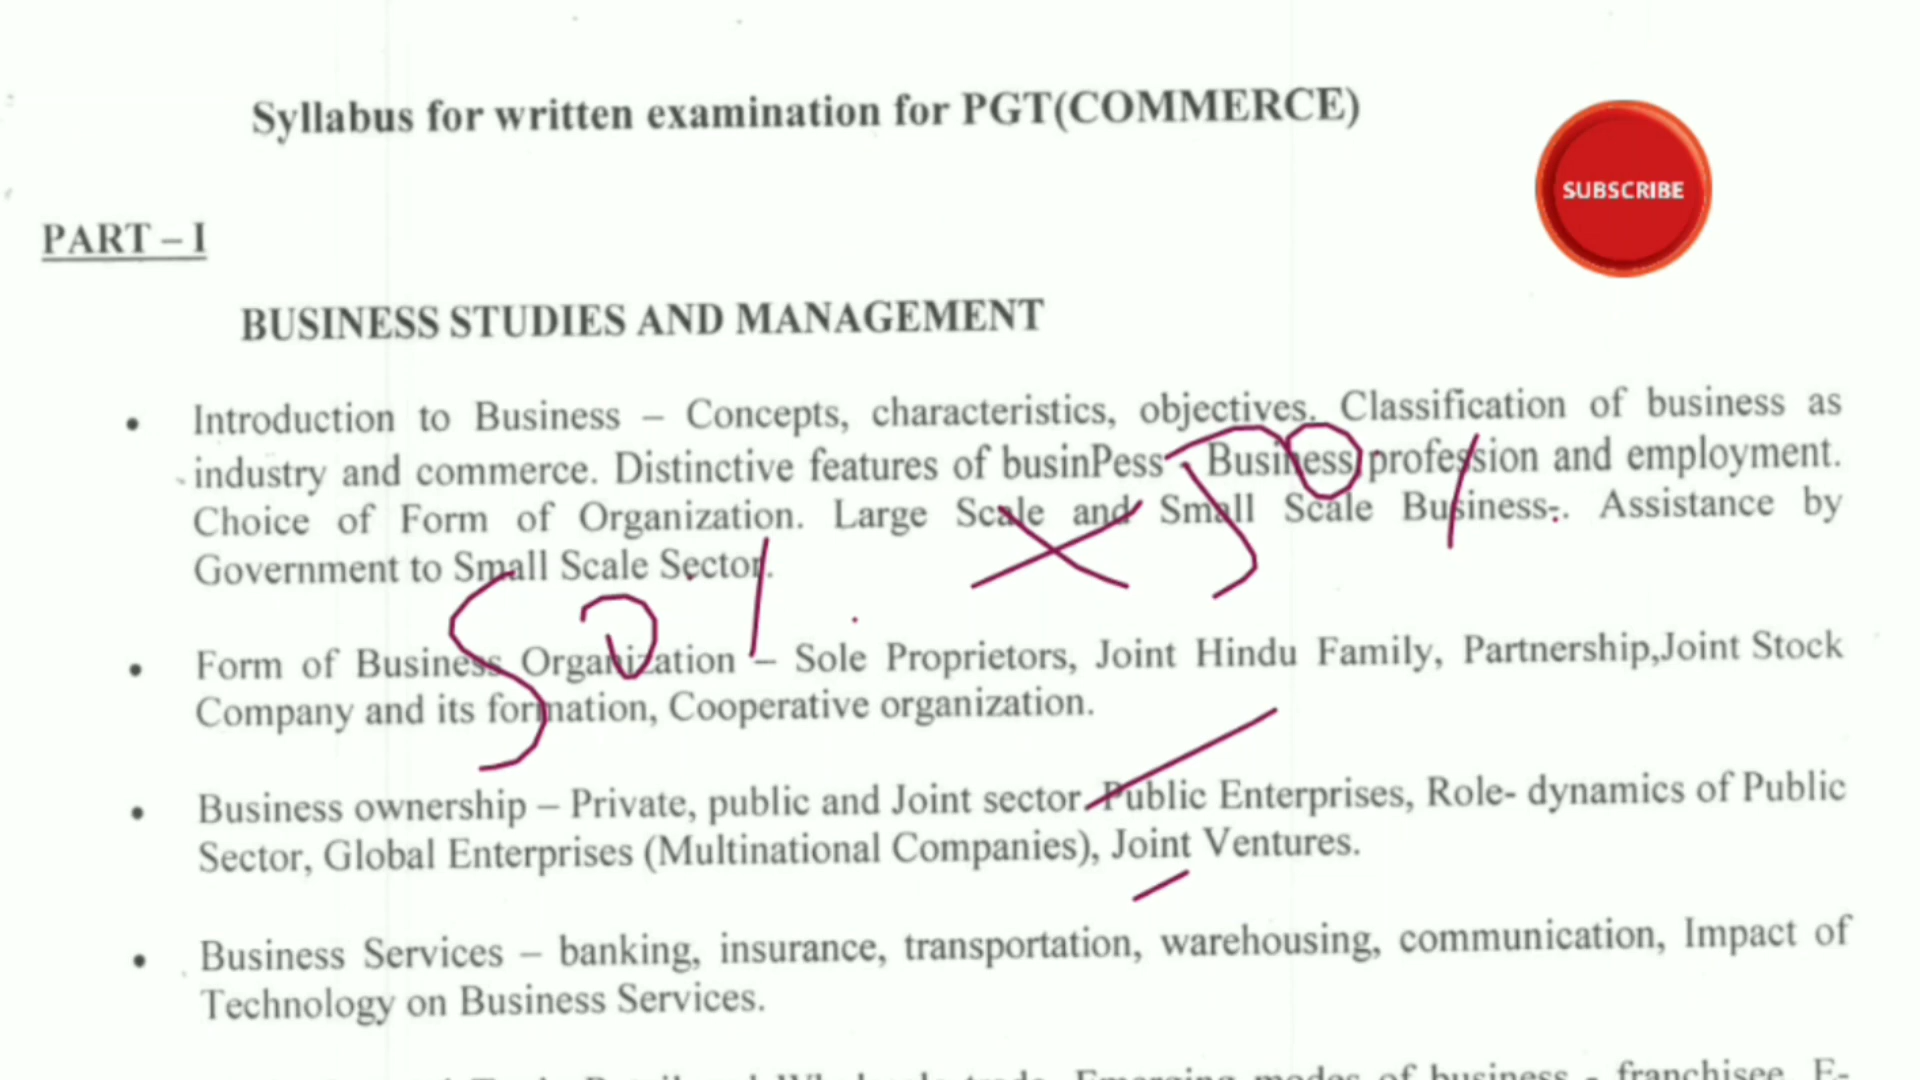 Syllabus for written examination for PGT(COMMERCE)
SUBSCRIBE
PART – I
BUSINESS STUDIES AND MANAGEMENT
• Introduction to Business – Concepts, characteristics, objectives. Classification of business as
industry and commerce. Distinctive features of businPess - Business, profession and employment.
Choice of Form of Organization. Large Scale and Small Scale Business-. Assistance by
Government to Small Scale Sector.
• Form of Business Organization – Sole Proprietors, Joint Hindu Family, Partnership,Joint Stock
Company and its formation, Cooperative organization.
• Business ownership – Private, public and Joint sector Public Enterprises, Role- dynamics of Public
Sector, Global Enterprises (Multinational Companies), Joint Ventures.
• Business Services – banking, insurance, transportation, warehousing, communication, Impact of
Technology on Business Services.
Emerging modes of business - franchisee, E-